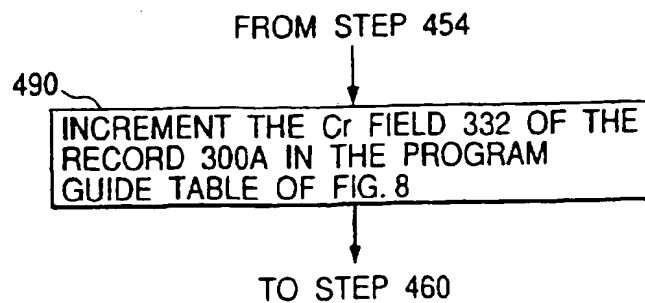 FROM STEP 454
490
INCREMENT THE Cr FIELD 332 OF THE
RECORD 300A IN THE PROGRAM
GUIDE TABLE OF FIG. 8
TO STEP 460